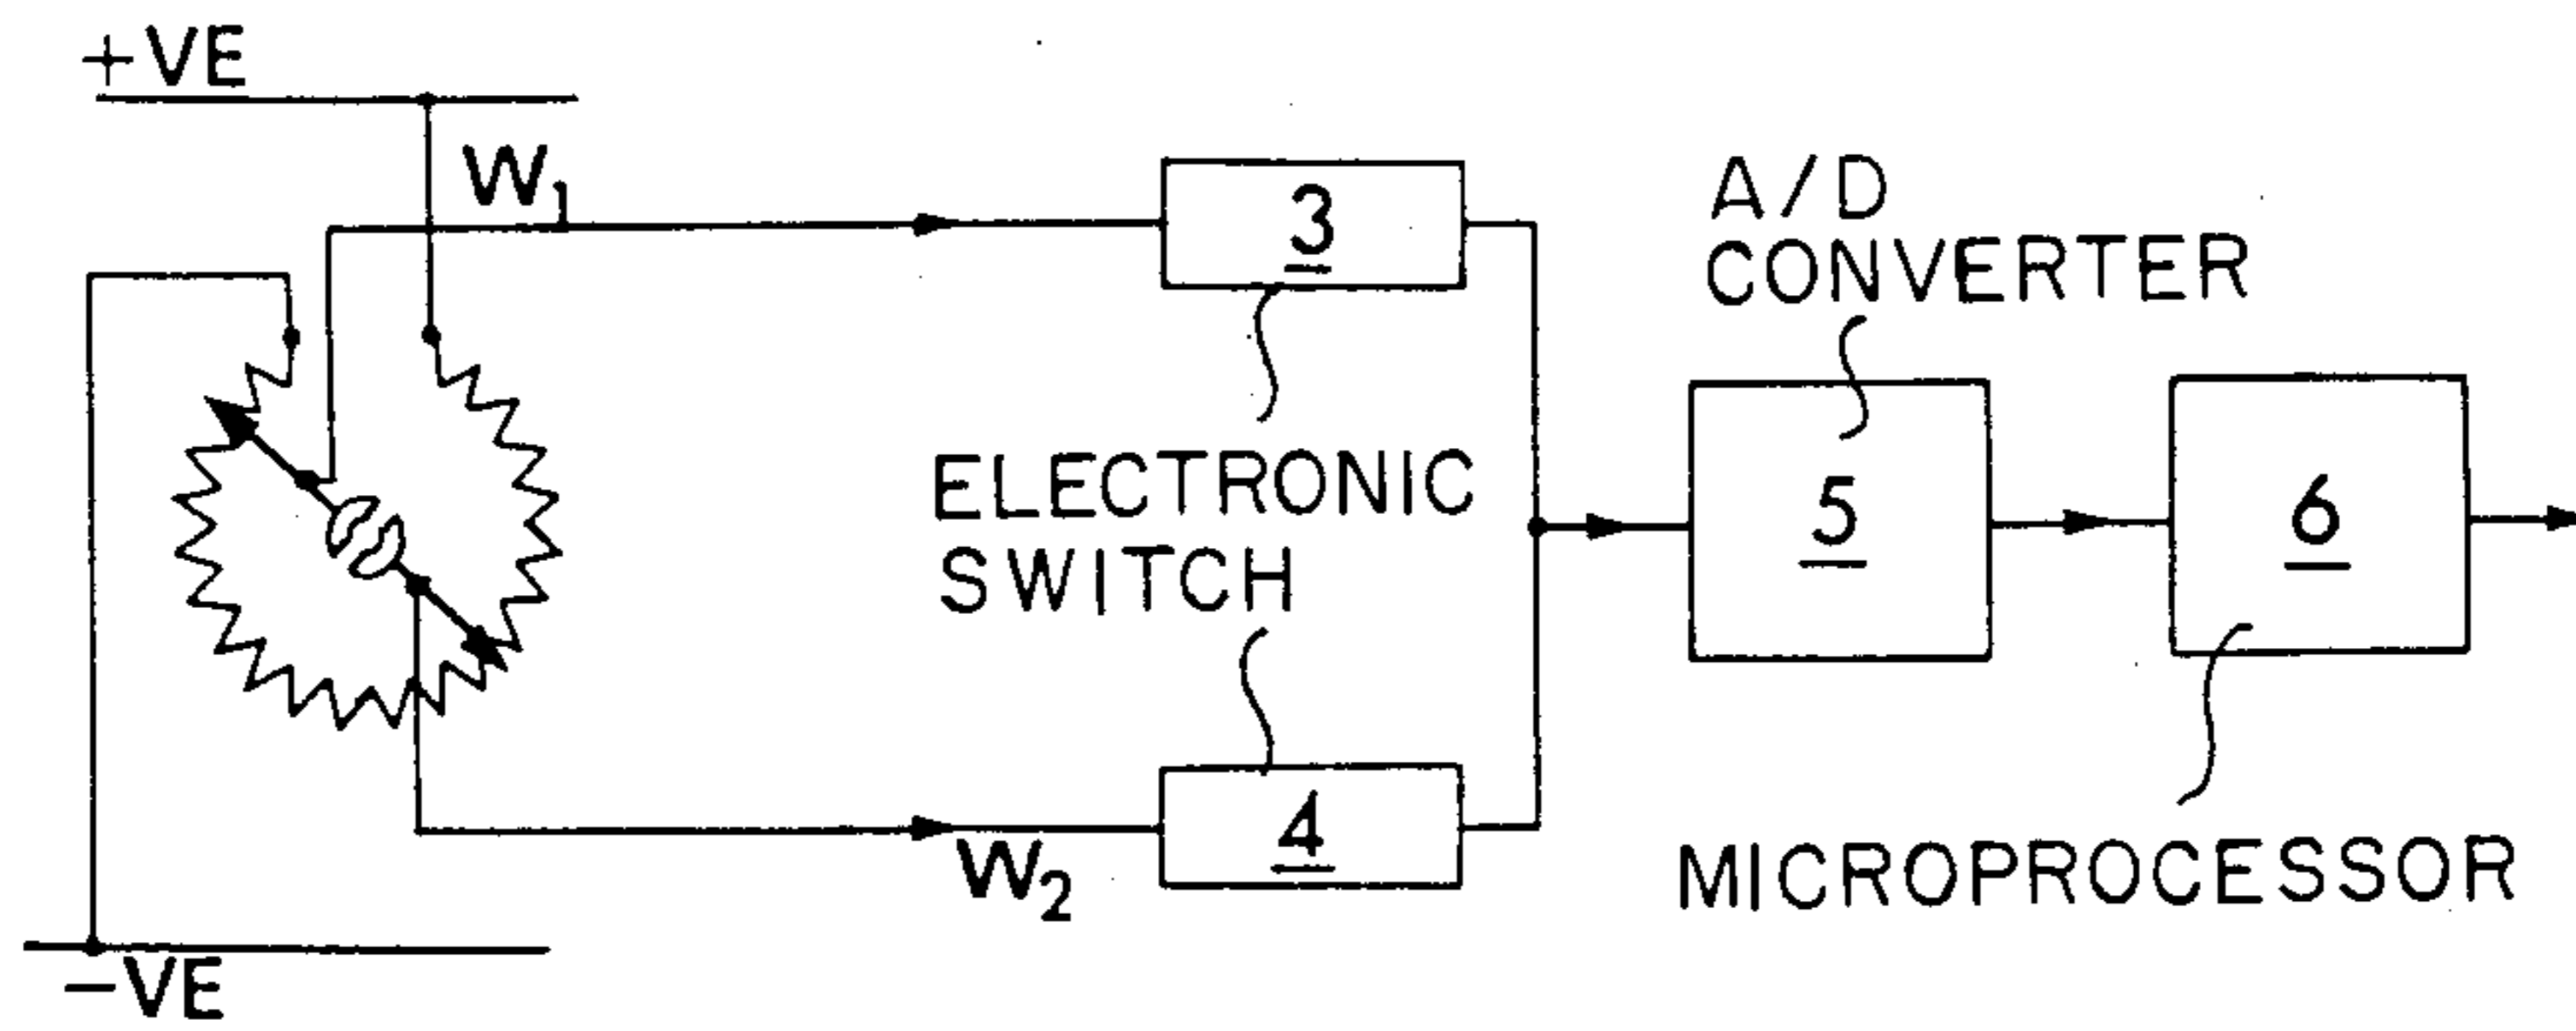 +VE
W1
3
A/D
CONVERTER
ELECTRONIC
SWITCH
5
6
4
W2
MICROPROCESSOR
-VE